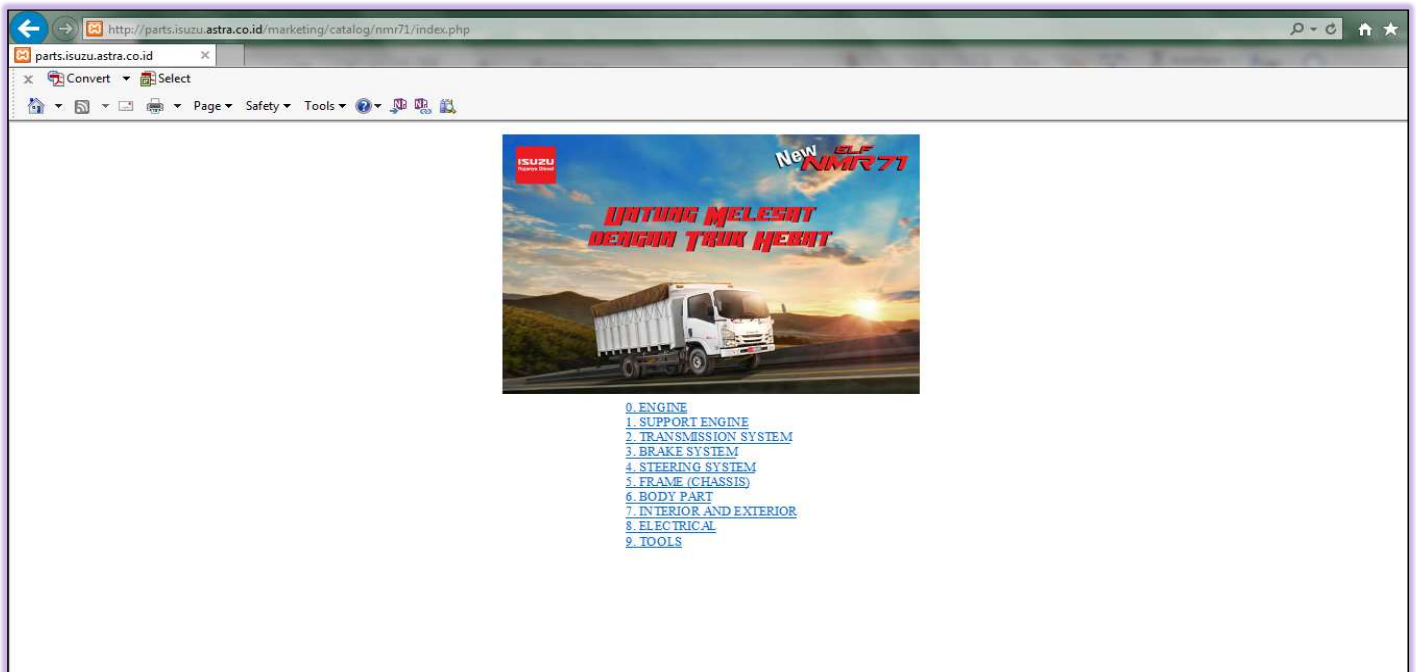 http://parts.isuzu.astra.co.id/marketing/catalog/nmr71/index.php
parts.isuzu.astra.co.id
x Convert Select
Page Safety Tools
ISUZU
New ELF
NMR 71
UNTUNG MELESAT
DENGAN TRUK HEBAT
0. ENGINE
1. SUPPORT ENGINE
2. TRANSMISSION SYSTEM
3. BRAKE SYSTEM
4. STEERING SYSTEM
5. FRAME (CHASSIS)
6. BODY PART
7. INTERIOR AND EXTERIOR
8. ELECTRICAL
9. TOOLS